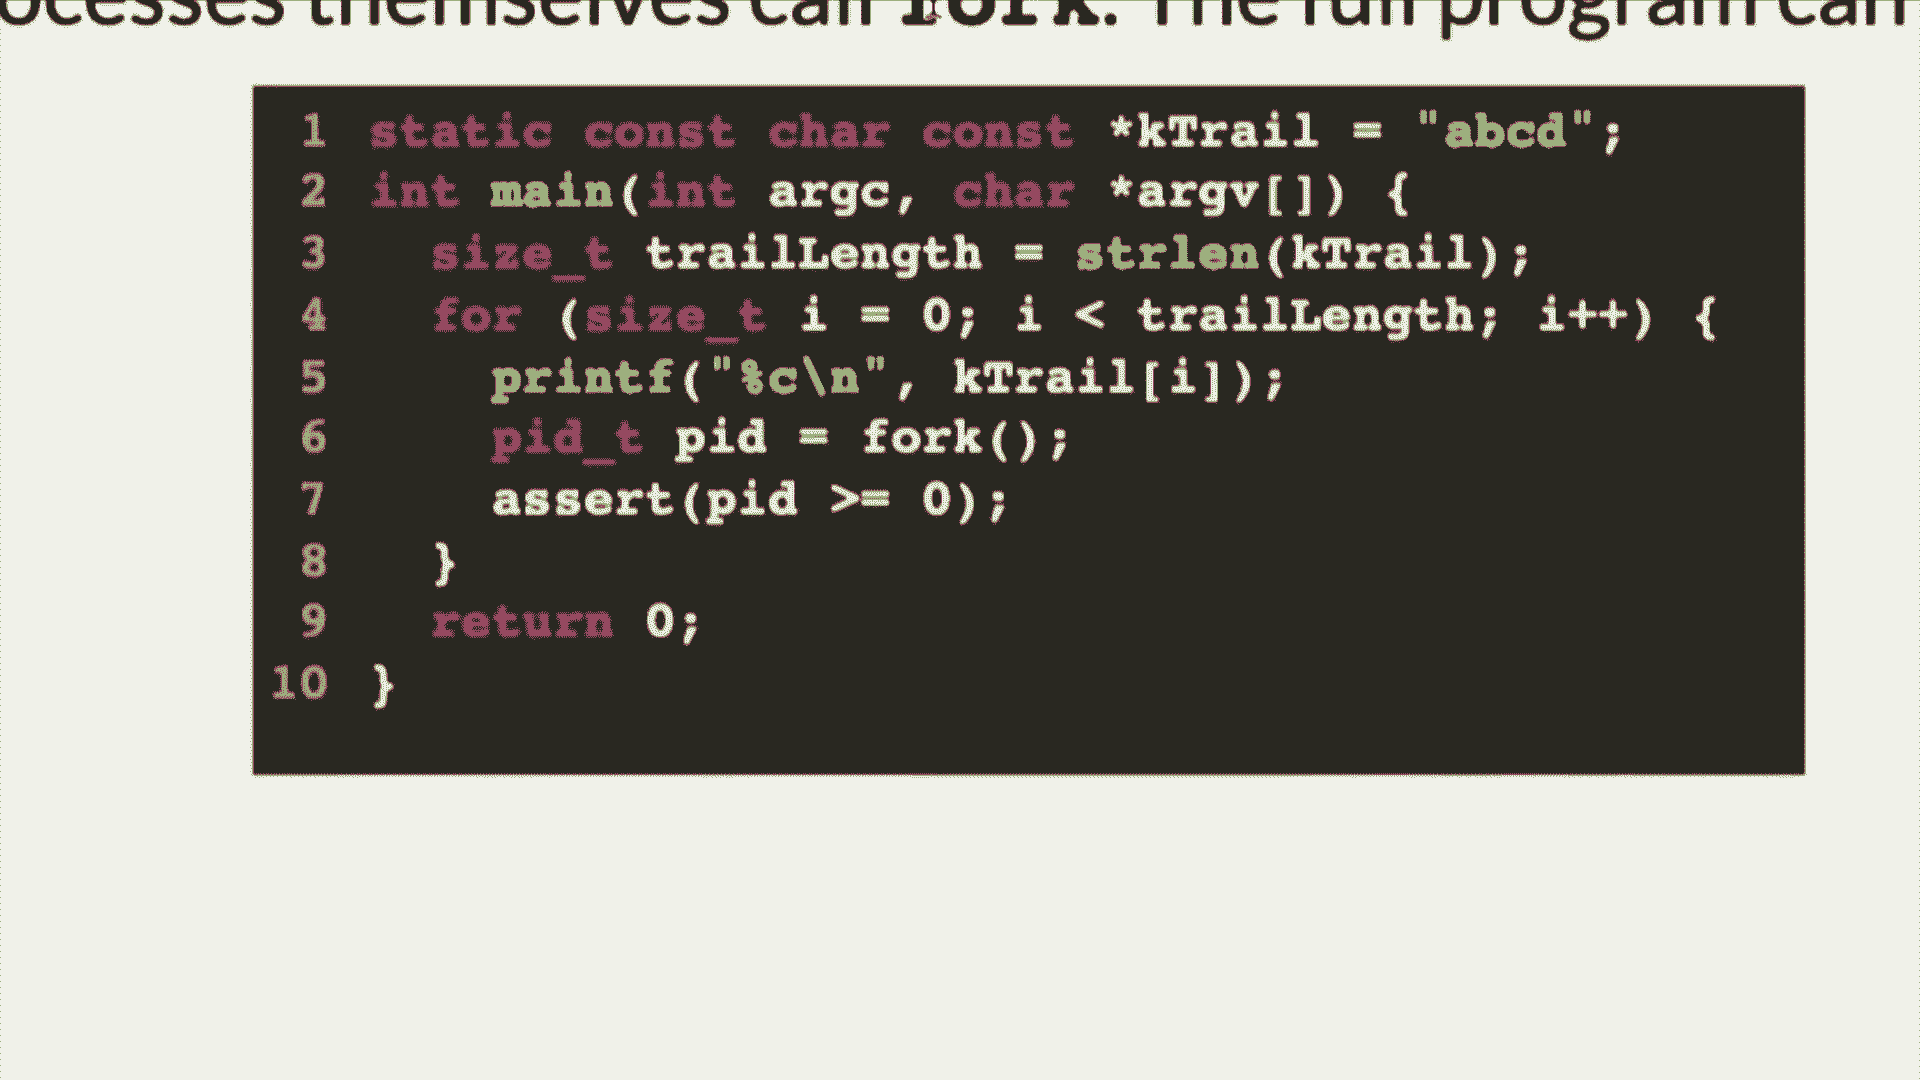 ocesses themselves call fork. The full program can
1 static const char const *kTrail = "abcd";
2 int main(int argc, char *argv[]) {
3   size_t trailLength = strlen(kTrail);
4   for (size_t i = 0; i < trailLength; i++) {
5     printf("%c\n", kTrail[i]);
6     pid_t pid = fork();
7     assert(pid >= 0);
8   }
9   return 0;
10 }